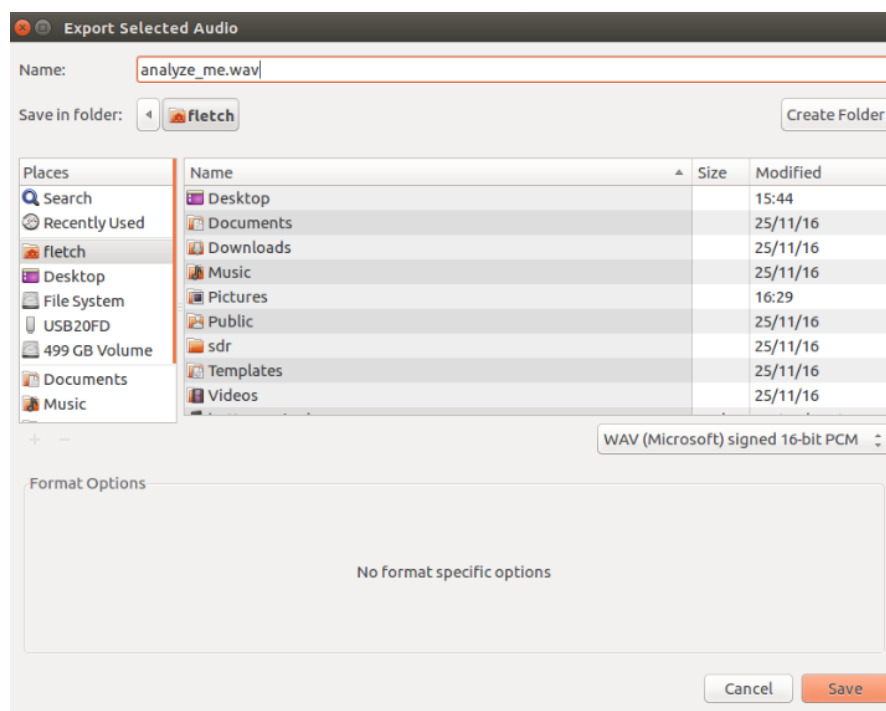 Export Selected Audio
Name: analyze_me.wav
Save in folder: fletch Create Folder
Places Name Size Modified
Search Desktop 15:44
Recently Used Documents 25/11/16
fletch Downloads 25/11/16
Desktop Music 25/11/16
File System Pictures 16:29
USB20FD Public 25/11/16
499 GB Volume sdr 25/11/16
Documents Templates 25/11/16
Music Videos 25/11/16
WAV (Microsoft) signed 16-bit PCM
Format Options
No format specific options
Cancel Save